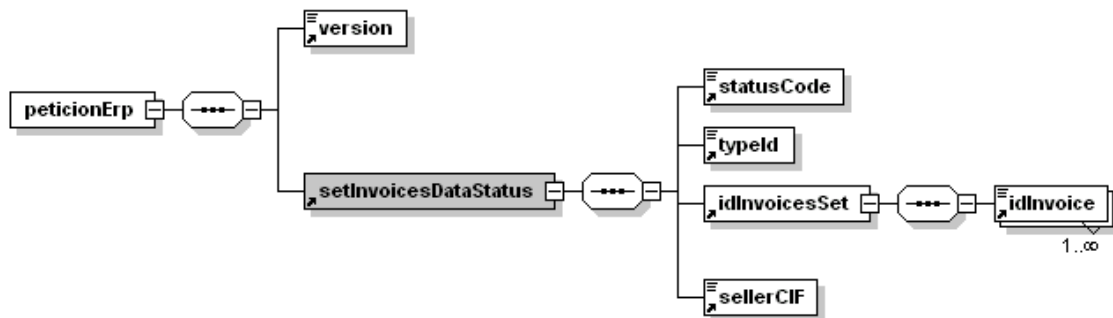 version
peticionErp
statusCode
typeId
setInvoicesDataStatus
idInvoicesSet
idInvoice
1..∞
sellerCIF